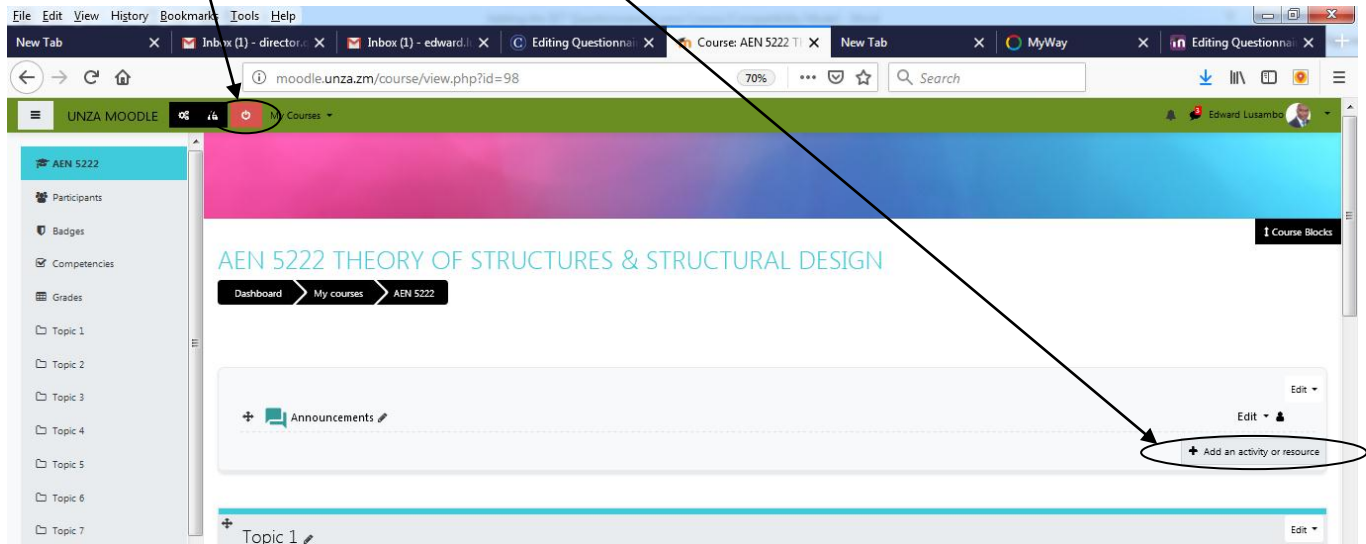 File Edit View History Bookmarks Tools Help
New Tab Inbox (1) - director. Inbox (1) - edward. Editing Questionnai Course: AEN 5222 T New Tab MyWay Editing Questionnai
moodle.unza.zm/course/view.php?id=98 70% Search
UNZA MOODLE My Courses Edward Lusambo
AEN 5222
Participants
Badges
Course Blocks
Competencies
AEN 5222 THEORY OF STRUCTURES & STRUCTURAL DESIGN
Grades
Dashboard My courses AEN 5222
Topic 1
Topic 2
Topic 3
Edit
Announcements Edit
Topic 4
Add an activity or resource
Topic 5
Topic 6
Topic 7
Topic 1 Edit